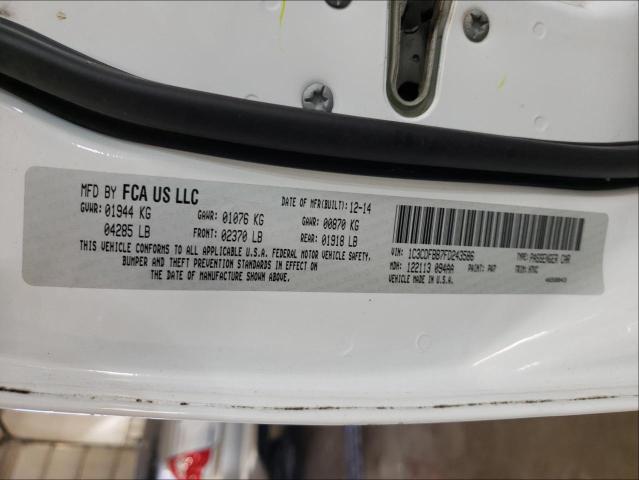 MFD BY FCA US LLC
DATE OF MFR(BUILT): 12-14
GVWR: 01944 KG GAWR: 01076 KG GAWR: 00870 KG
04285 LB FRONT: 02370 LB REAR: 01918 LB
THIS VEHICLE CONFORMS TO ALL APPLICABLE U.S.A. FEDERAL MOTOR VEHICLE SAFETY,
BUMPER AND THEFT PREVENTION STANDARDS IN EFFECT ON
THE DATE OF MANUFACTURE SHOWN ABOVE.
VIN: 1C3CDFBB7FD243586 TYPE: PASSENGER CAR
MDH: 122113 094AA PAINT: PW7 TRIM:
VEHICLE MADE IN U.S.A.